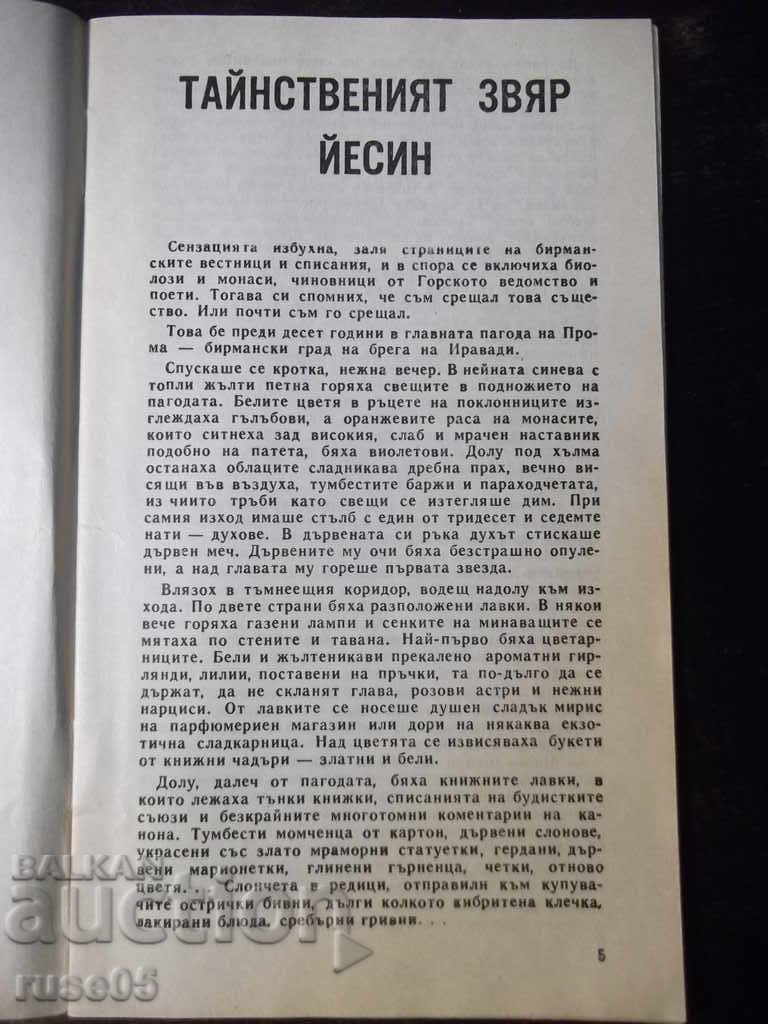 ТАЙНСТВЕНИЯТ ЗВЯР
ЙЕСИН
Сензацията избухна, заля страниците на бирман-
ските вестници и списания, и в спора се включиха био-
лози и монаси, чиновници от Горското ведомство и
поети. Тогава си спомних, че съм срещал това съще-
ство. Или почти съм го срещал.
Това бе преди десет години в главната пагода на Про-
ма — бирмански град на брега на Иравади.
Спускаше се кротка, нежна вечер. В нейната синева с
топли жълти петна горяха свещите в подножието на
пагодата. Белите цветя в ръцете на поклонниците из-
глеждаха гълъбови, а оранжевите раса на монасите,
които ситнеха зад високия, слаб и мрачен наставник
подобно на патета, бяха виолетови. Долу под хълма
останаха облаците сладникава дребна прах, вечно ви-
сящи във въздуха, тумбестите баржи и параходчетата,
из чиито тръби като свещи се изтегляше дим. При
самия изход имаше стълб с един от тридесет и седемте
нати — духове. В дървената си ръка духът стискаше
дървен меч. Дървените му очи бяха безстрашно опуле-
ни, а над главата му гореше първата звезда.
Влязох в тъмнеещия коридор, водещ надолу към из-
хода. По двете страни бяха разположени лавки. В някои
вече горяха газени лампи и сенките на минаващите се
мятаха по стените и тавана. Най-първо бяха цветар-
ниците. Бели и жълтеникави прекалено ароматни гир-
лянди, лилии, поставени на пръчки, та по-дълго да се
държат, да не скланят глава, розови астри и нежни
нарциси. От лавките се носеше душен сладък мирис
на парфюмериен магазин или дори на някаква екзо-
тична сладкарница. Над цветята се извисяваха букети
от книжни чадъри — златни и бели.
Долу, далеч от пагодата, бяха книжните лавки, в
които лежаха тънки книжки, списанията на будистките
съюзи и безкрайните многотомни коментарии на ка-
нона. Тумбести момченца от картон, дървени слонове,
украсени със злато мраморни статуетки, гердани, дър-
вени марионетки, глинени гърненца, четки, отново
цветя... Слончета в редици, отправили към купува-
чите острички бивни, дълги колкото кибритена клечка,
лакирани блюда, сребърни гривни...
5
BALKAN
auction
ruse05